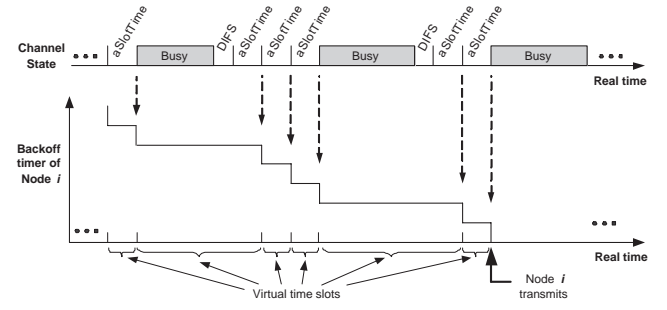 aSlotTime
DIFS
aSlotTime
aSlotTime
aSlotTime
DIFS
aSlotTime
aSlotTime
Channel
State
Busy
Busy
Busy
Real time
Backoff
timer of
Node i
Real time
Virtual time slots
Node i
transmits